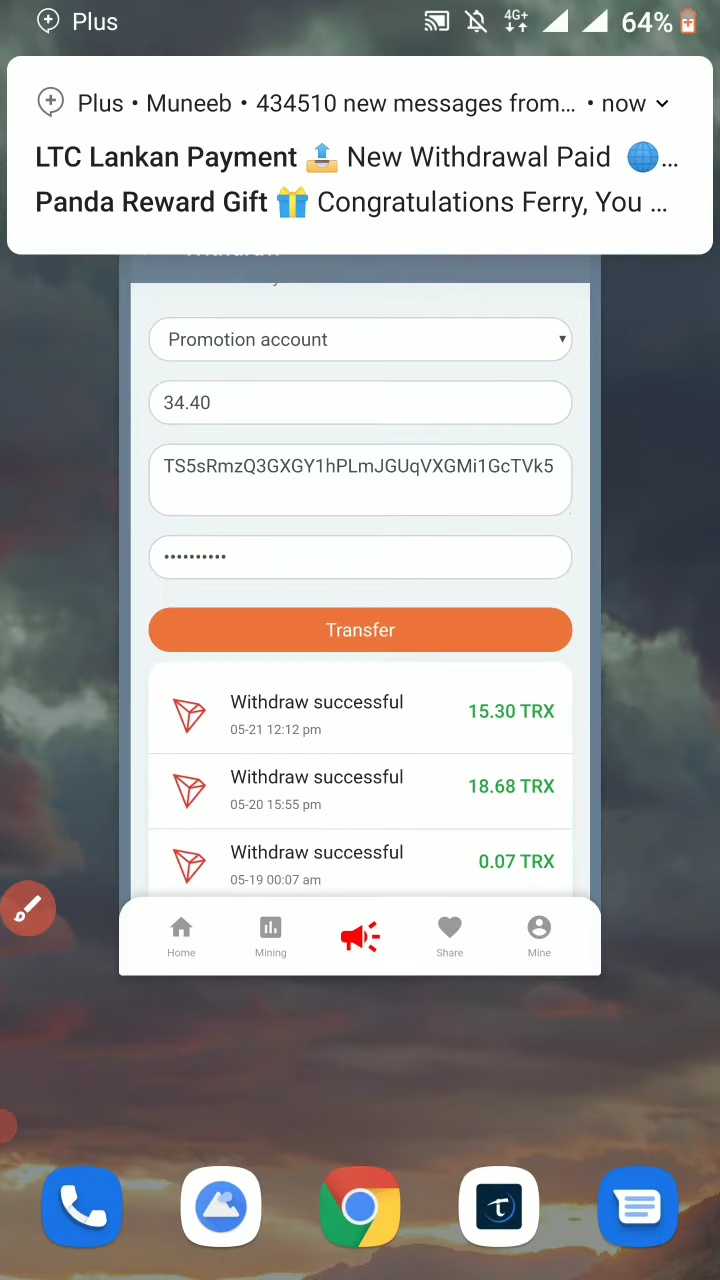 Plus
4G+
64%
Plus • Muneeb • 434510 new messages from... • now
LTC Lankan Payment 📤 New Withdrawal Paid 🌐...
Panda Reward Gift 🎁 Congratulations Ferry, You ...
Promotion account
34.40
TS5sRmzQ3GXGY1hPLmJGUqVXGMi1GcTVk5
••••••••••
Transfer
Withdraw successful
15.30 TRX
05-21 12:12 pm
Withdraw successful
18.68 TRX
05-20 15:55 pm
Withdraw successful
0.07 TRX
05-19 00:07 am
Home
Mining
Share
Mine